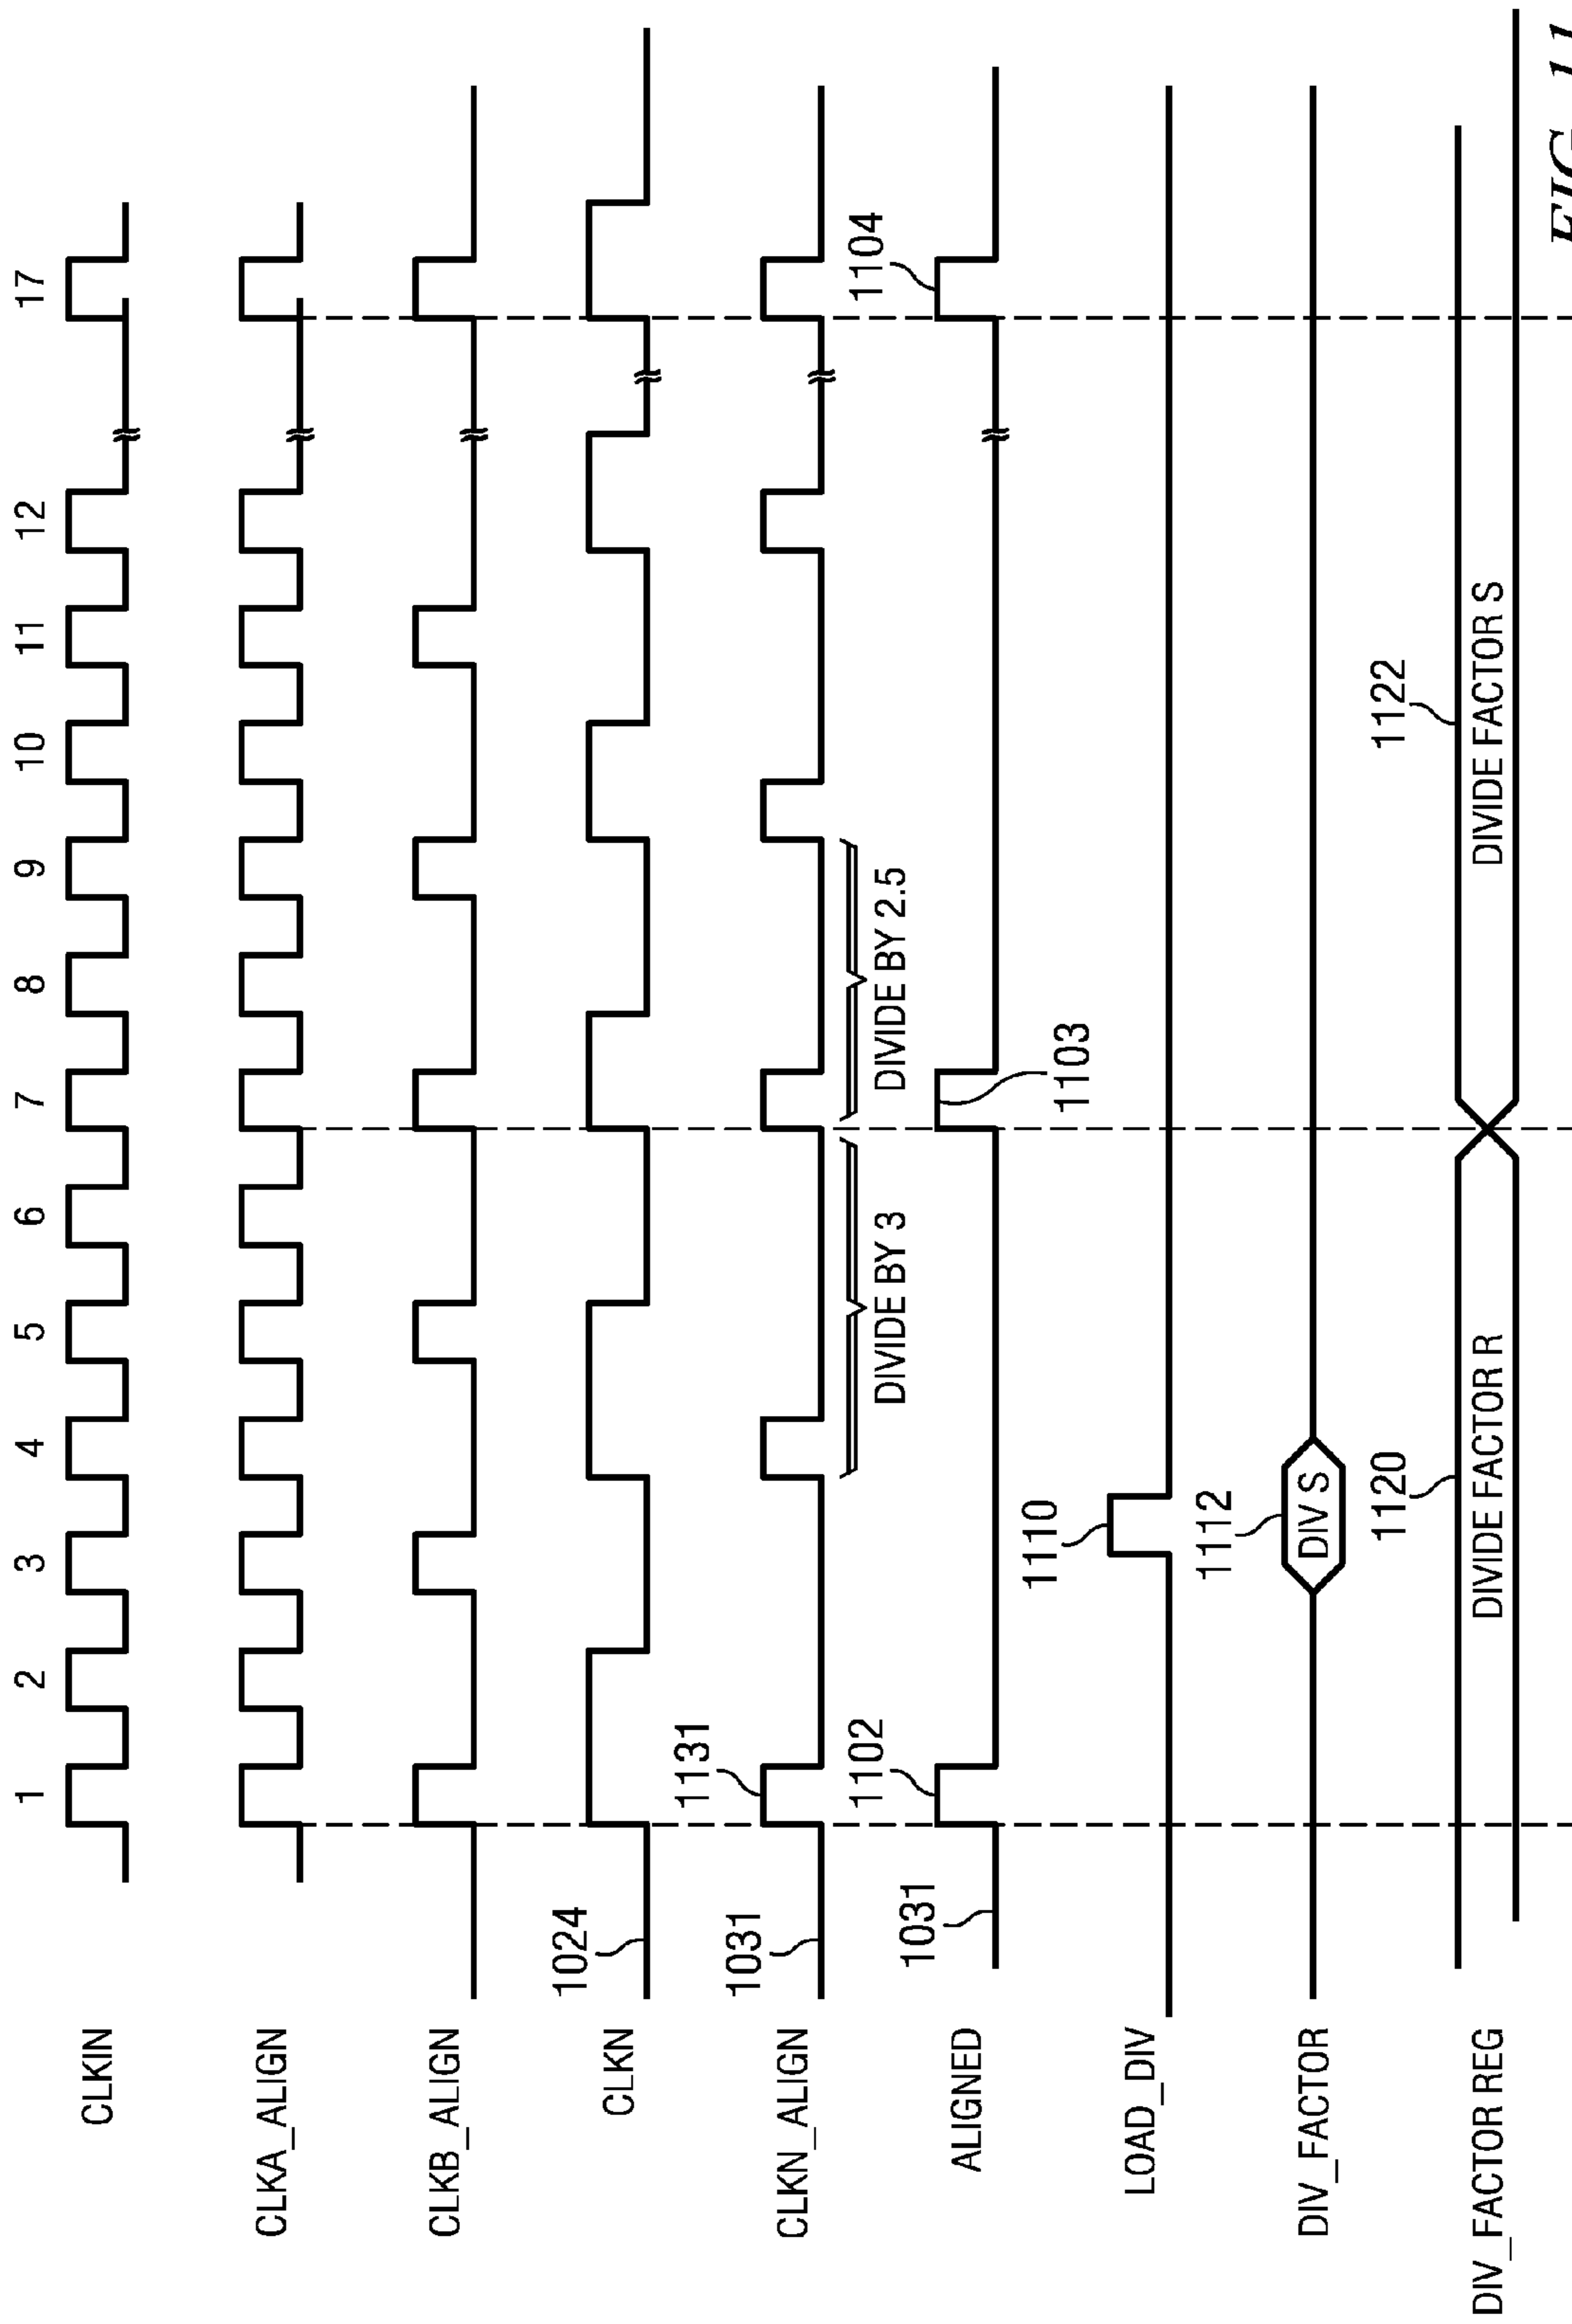 1 2 3 4 5 6 7 8 9 10 11 12 17
CLKIN
CLKA_ALIGN
CLKB_ALIGN
1024
CLKN
1131
1031
CLKN_ALIGN
DIVIDE BY 3
DIVIDE BY 2.5
1102
1104
1031
ALIGNED
1103
1110
LOAD_DIV
1112
DIV S
DIV_FACTOR
1120
1122
DIVIDE FACTOR R
DIVIDE FACTOR S
DIV_FACTOR REG
FIG. 11